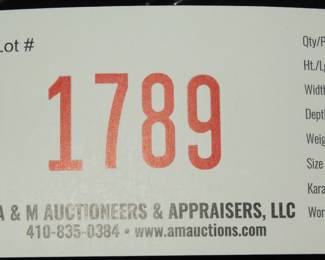 Lot #
1789
A & M AUCTIONEERS & APPRAISERS, LLC
410-835-0384 • www.amauctions.com
Qty/P
Ht./Lg
Width
Depth
Weig
Size
Kara
Wor